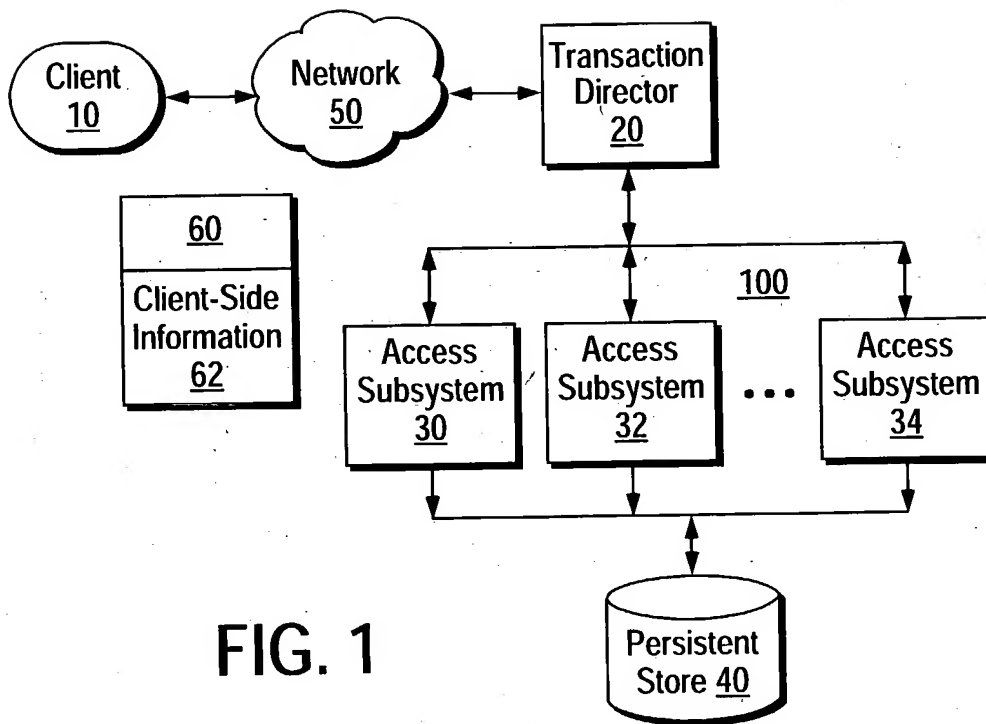 Client
10
Network
50
Transaction
Director
20
60
Client-Side
Information
62
100
Access
Subsystem
30
Access
Subsystem
32
...
Access
Subsystem
34
Persistent
Store 40
FIG. 1